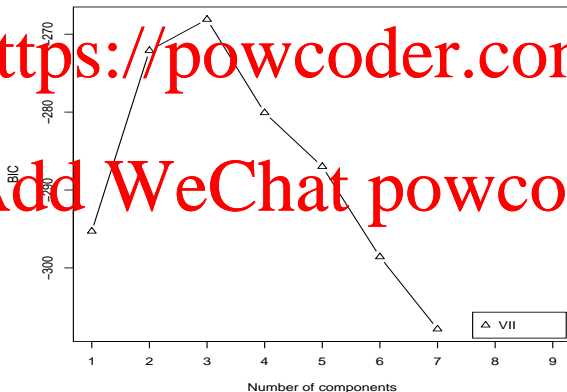 ttps://powcoder.com
Add WeChat powco
BIC
-270
-280
-290
-300
1 2 3 4 5 6 7 8 9
Number of components
VII